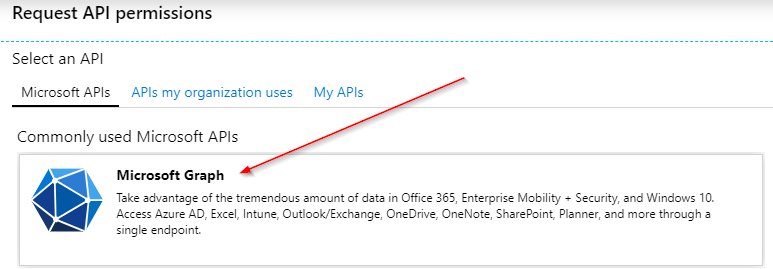 Request API permissions
Select an API
Microsoft APIs
APIs my organization uses
My APIs
Commonly used Microsoft APIs
Microsoft Graph
Take advantage of the tremendous amount of data in Office 365, Enterprise Mobility + Security, and Windows 10.
Access Azure AD, Excel, Intune, Outlook/Exchange, OneDrive, OneNote, SharePoint, Planner, and more through a
single endpoint.